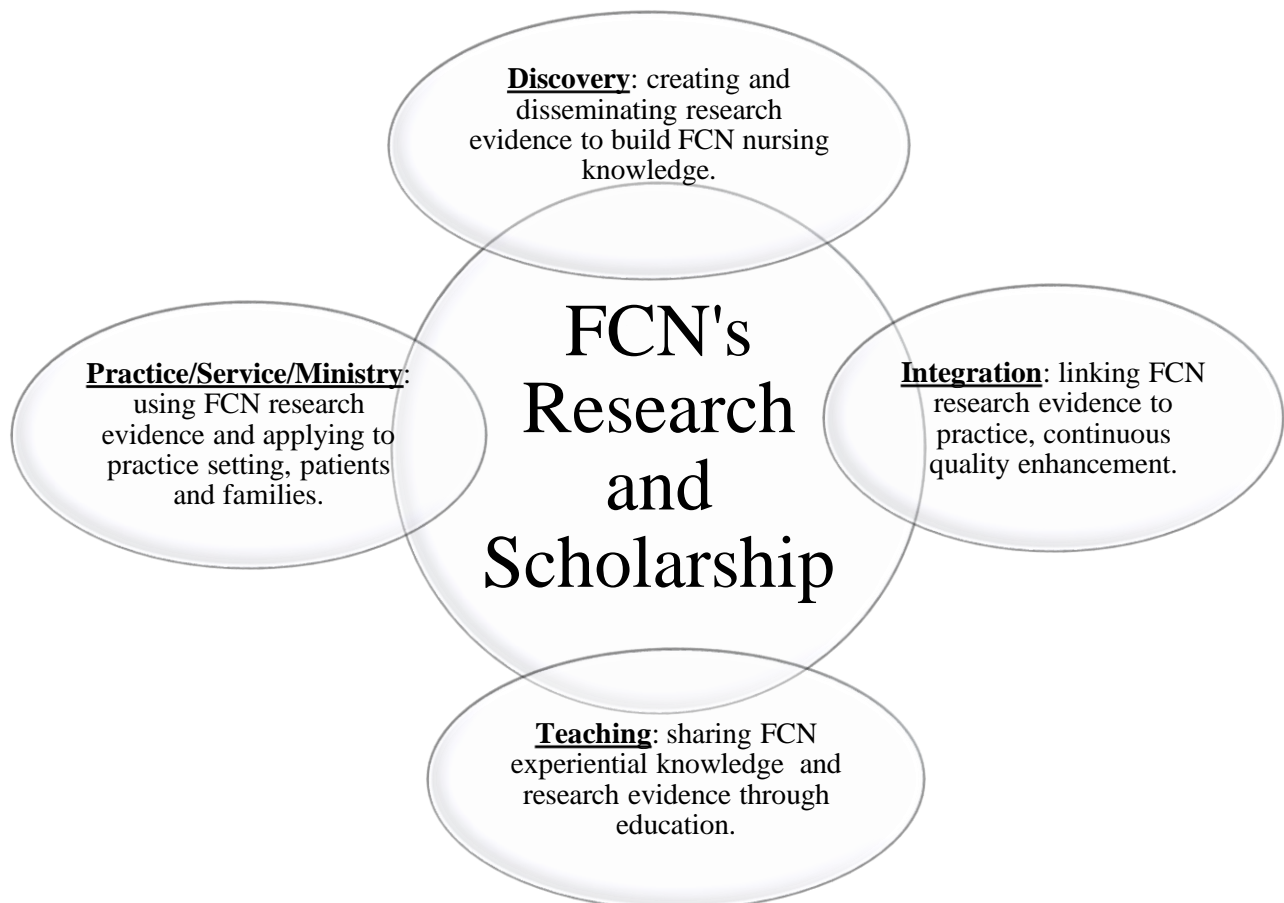 Discovery: creating and
disseminating research
evidence to build FCN nursing
knowledge.
FCN's
Research
and
Scholarship
Practice/Service/Ministry:
using FCN research
evidence and applying to
practice setting, patients
and families.
Integration: linking FCN
research evidence to
practice, continuous
quality enhancement.
Teaching: sharing FCN
experiential knowledge  and
research evidence through
education.